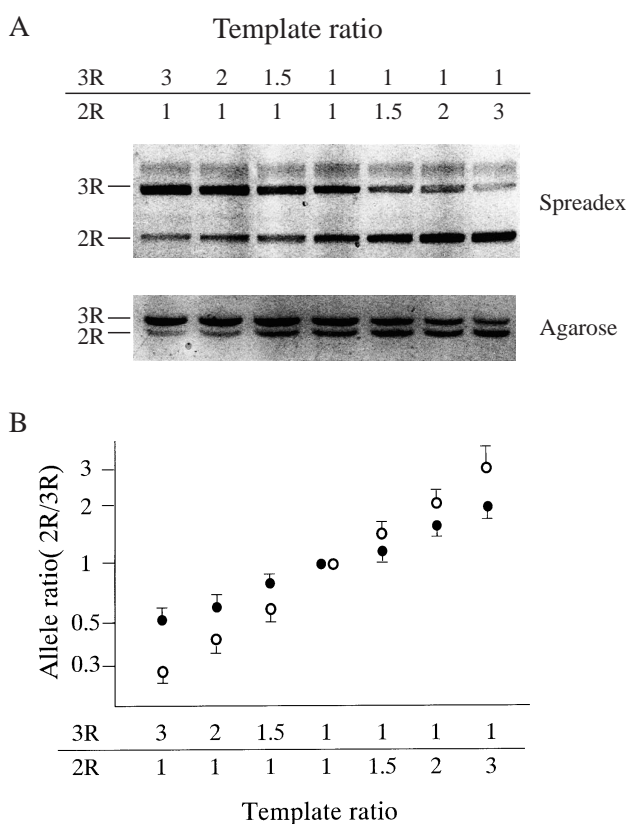 A
Template ratio
3R 3 2 1.5 1 1 1 1
2R 1 1 1 1 1.5 2 3
3R
2R
Spreadex
3R
2R
Agarose
B
Allele ratio( 2R/3R)
3
2
1
0.5
0.3
3R 3 2 1.5 1 1 1 1
2R 1 1 1 1 1.5 2 3
Template ratio